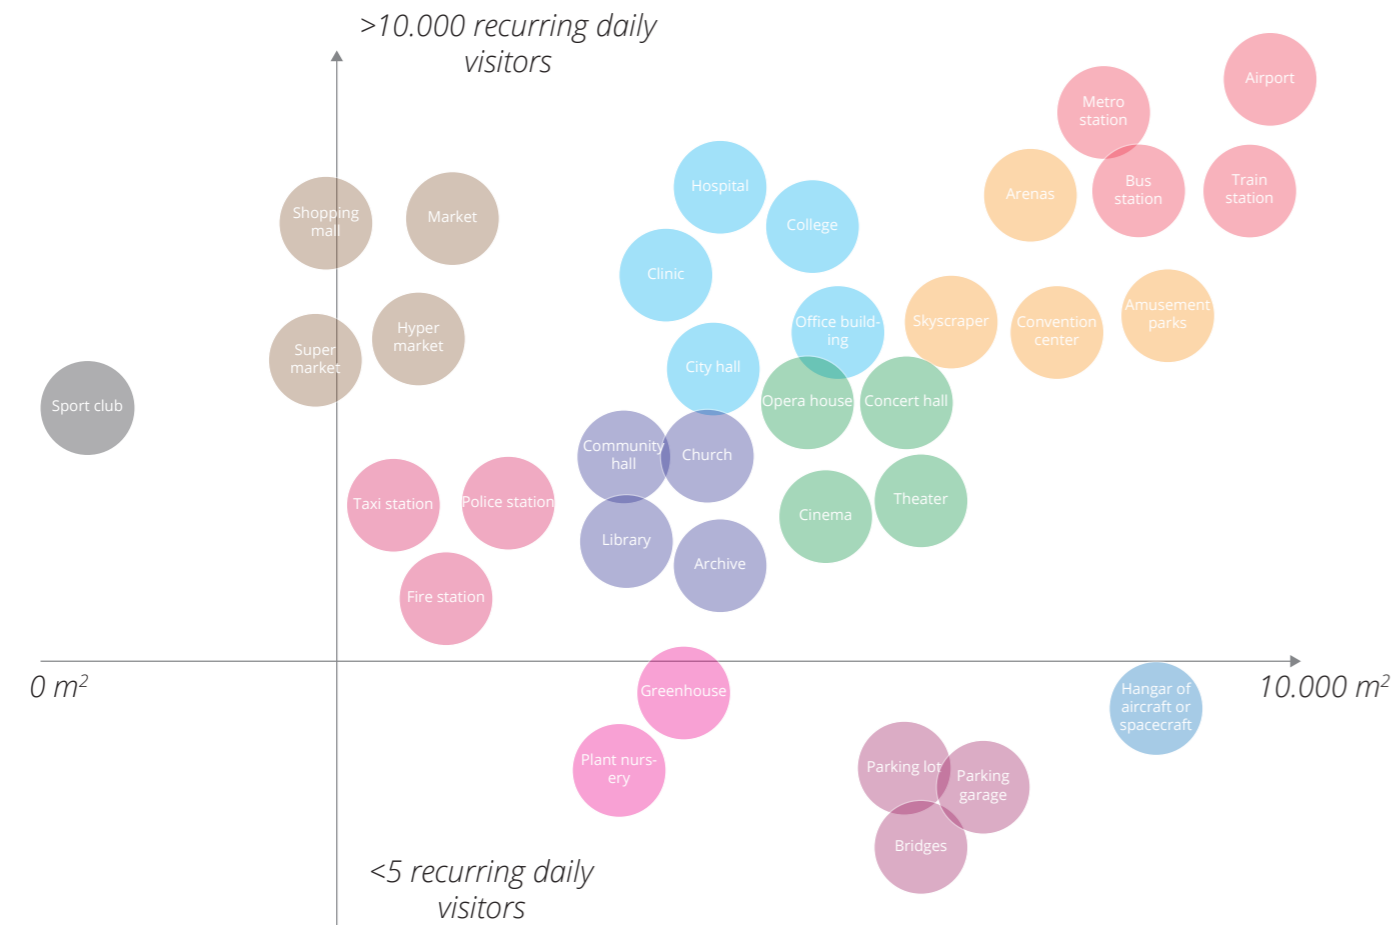 >10.000 recurring daily
visitors
Airport
Metro
station
Bus
station
Train
station
Arenas
Hospital
College
Clinic
Shopping
mall
Market
Hyper
market
Super
market
Office build-
ing
Skyscraper
Convention
center
Amusement
parks
City hall
Opera house
Concert hall
Sport club
Community
hall
Church
Taxi station
Police station
Cinema
Theater
Library
Archive
Fire station
0 m²
10.000 m²
Greenhouse
Hangar of
aircraft or
spacecraft
Plant nurs-
ery
Parking lot
Parking
garage
Bridges
<5 recurring daily
visitors